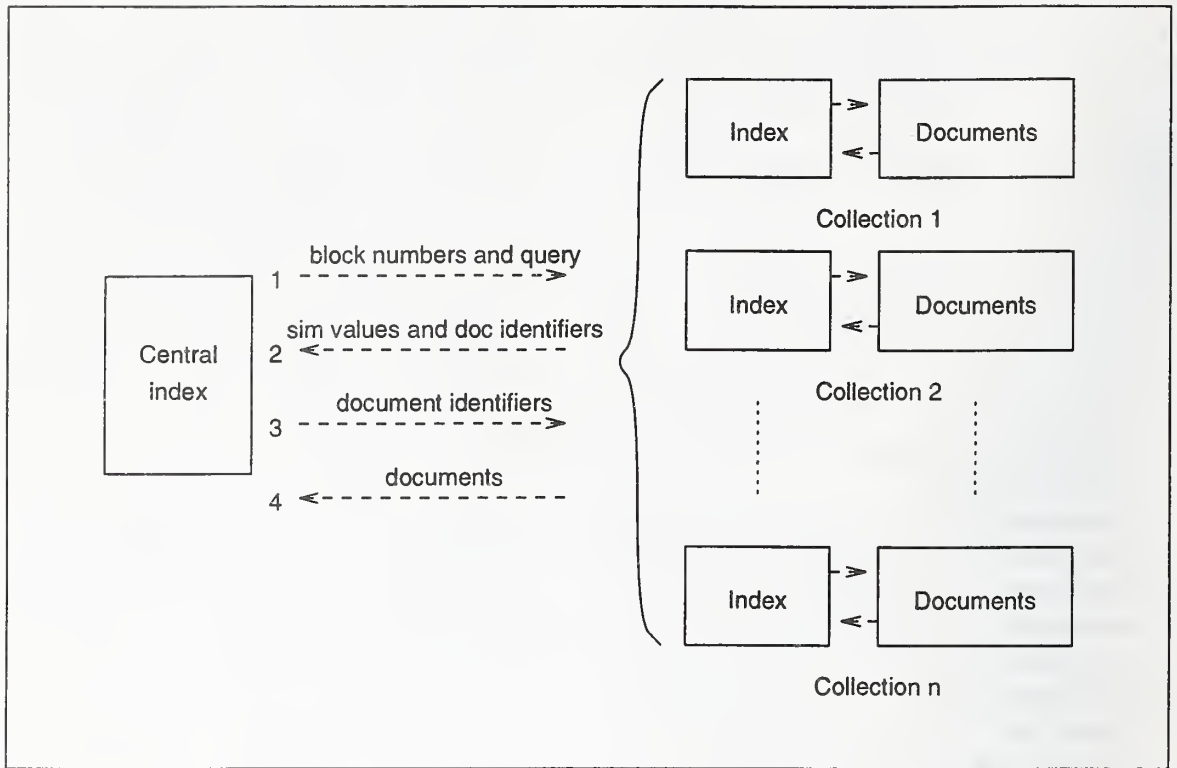 Index
Documents
Collection 1
Central
index
1
block numbers and query
2
sim values and doc identifiers
3
document identifiers
4
documents
Index
Documents
Collection 2
Index
Documents
Collection n